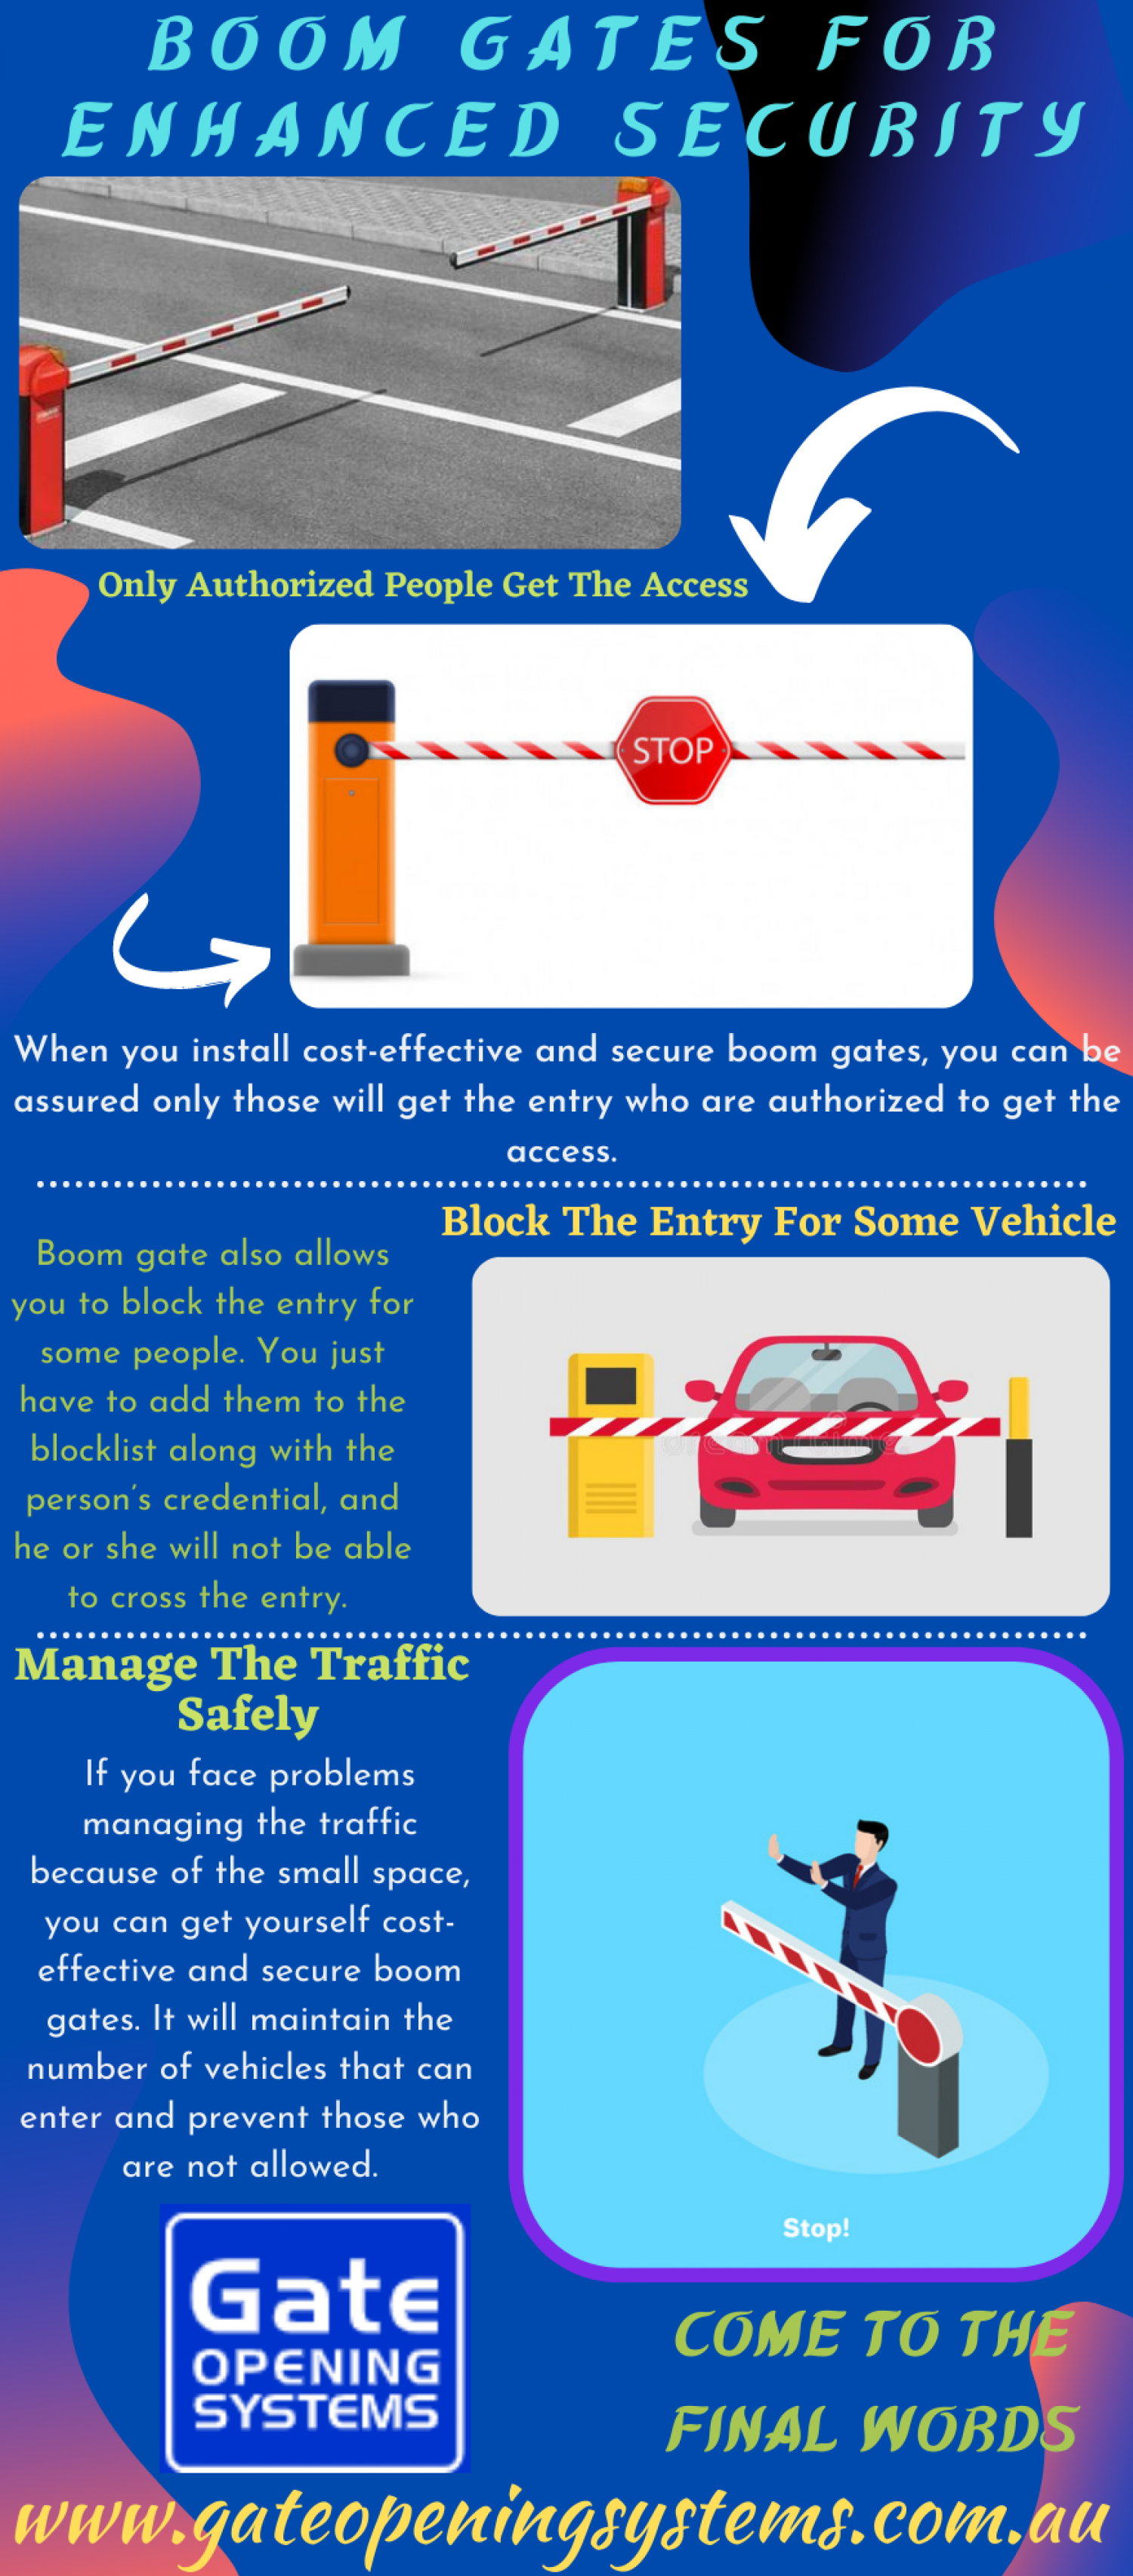 BOOM GATES FOR
ENHANCED SECURITY
Only Authorized People Get The Access
STOP
When you install cost-effective and secure boom gates, you can be
assured only those will get the entry who are authorized to get the
access.
Block The Entry For Some Vehicle
Boom gate also allows
you to block the entry for
some people. You just
have to add them to the
blocklist along with the
person's credential, and
he or she will not be able
to cross the entry.
dreamstime
Manage The Traffic
Safely
If you face problems
managing the traffic
because of the small space,
you can get yourself cost-
effective and secure boom
gates. It will maintain the
number of vehicles that can
enter and prevent those who
are not allowed.
Stop!
Gate
OPENING
SYSTEMS
COME TO THE
FINAL WORDS
www.gateopeningsystems.com.au